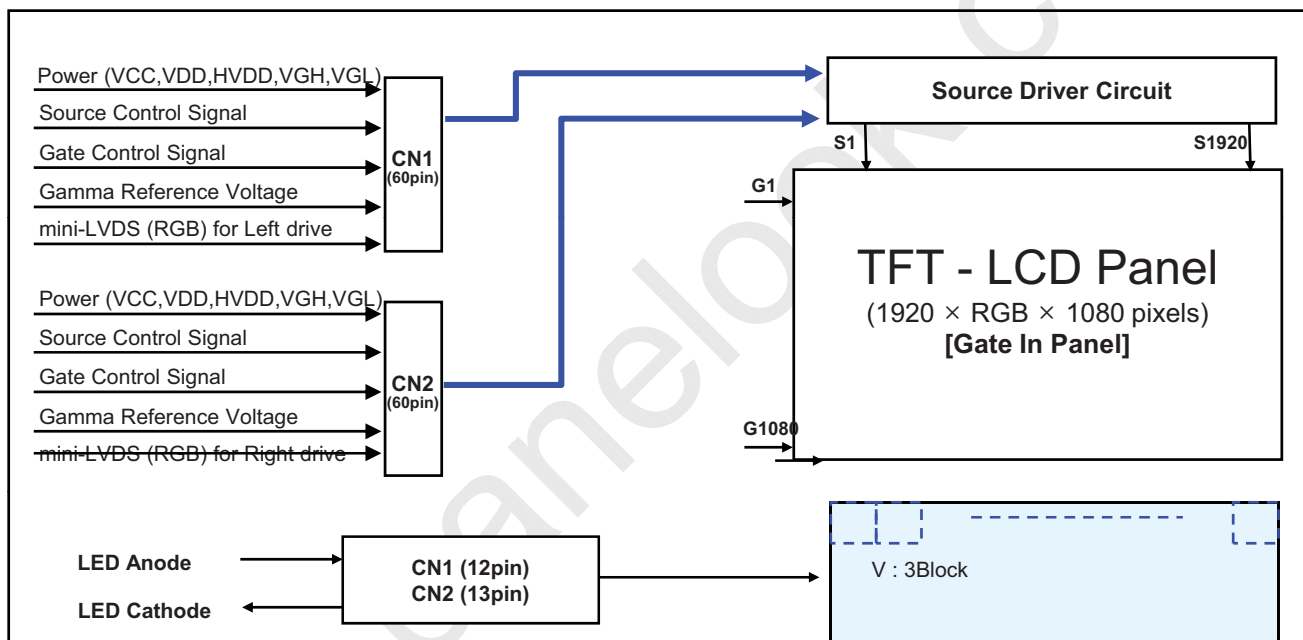 Power (VCC,VDD,HVDD,VGH,VGL)
Source Control Signal
Gate Control Signal
Gamma Reference Voltage
mini-LVDS (RGB) for Left drive
CN1
(60pin)
Power (VCC,VDD,HVDD,VGH,VGL)
Source Control Signal
Gate Control Signal
Gamma Reference Voltage
mini-LVDS (RGB) for Right drive
CN2
(60pin)
Source Driver Circuit
S1
S1920
G1
TFT - LCD Panel
(1920 × RGB × 1080 pixels)
[Gate In Panel]
G1080
LED Anode
LED Cathode
CN1 (12pin)
CN2 (13pin)
V : 3Block
panelook.c